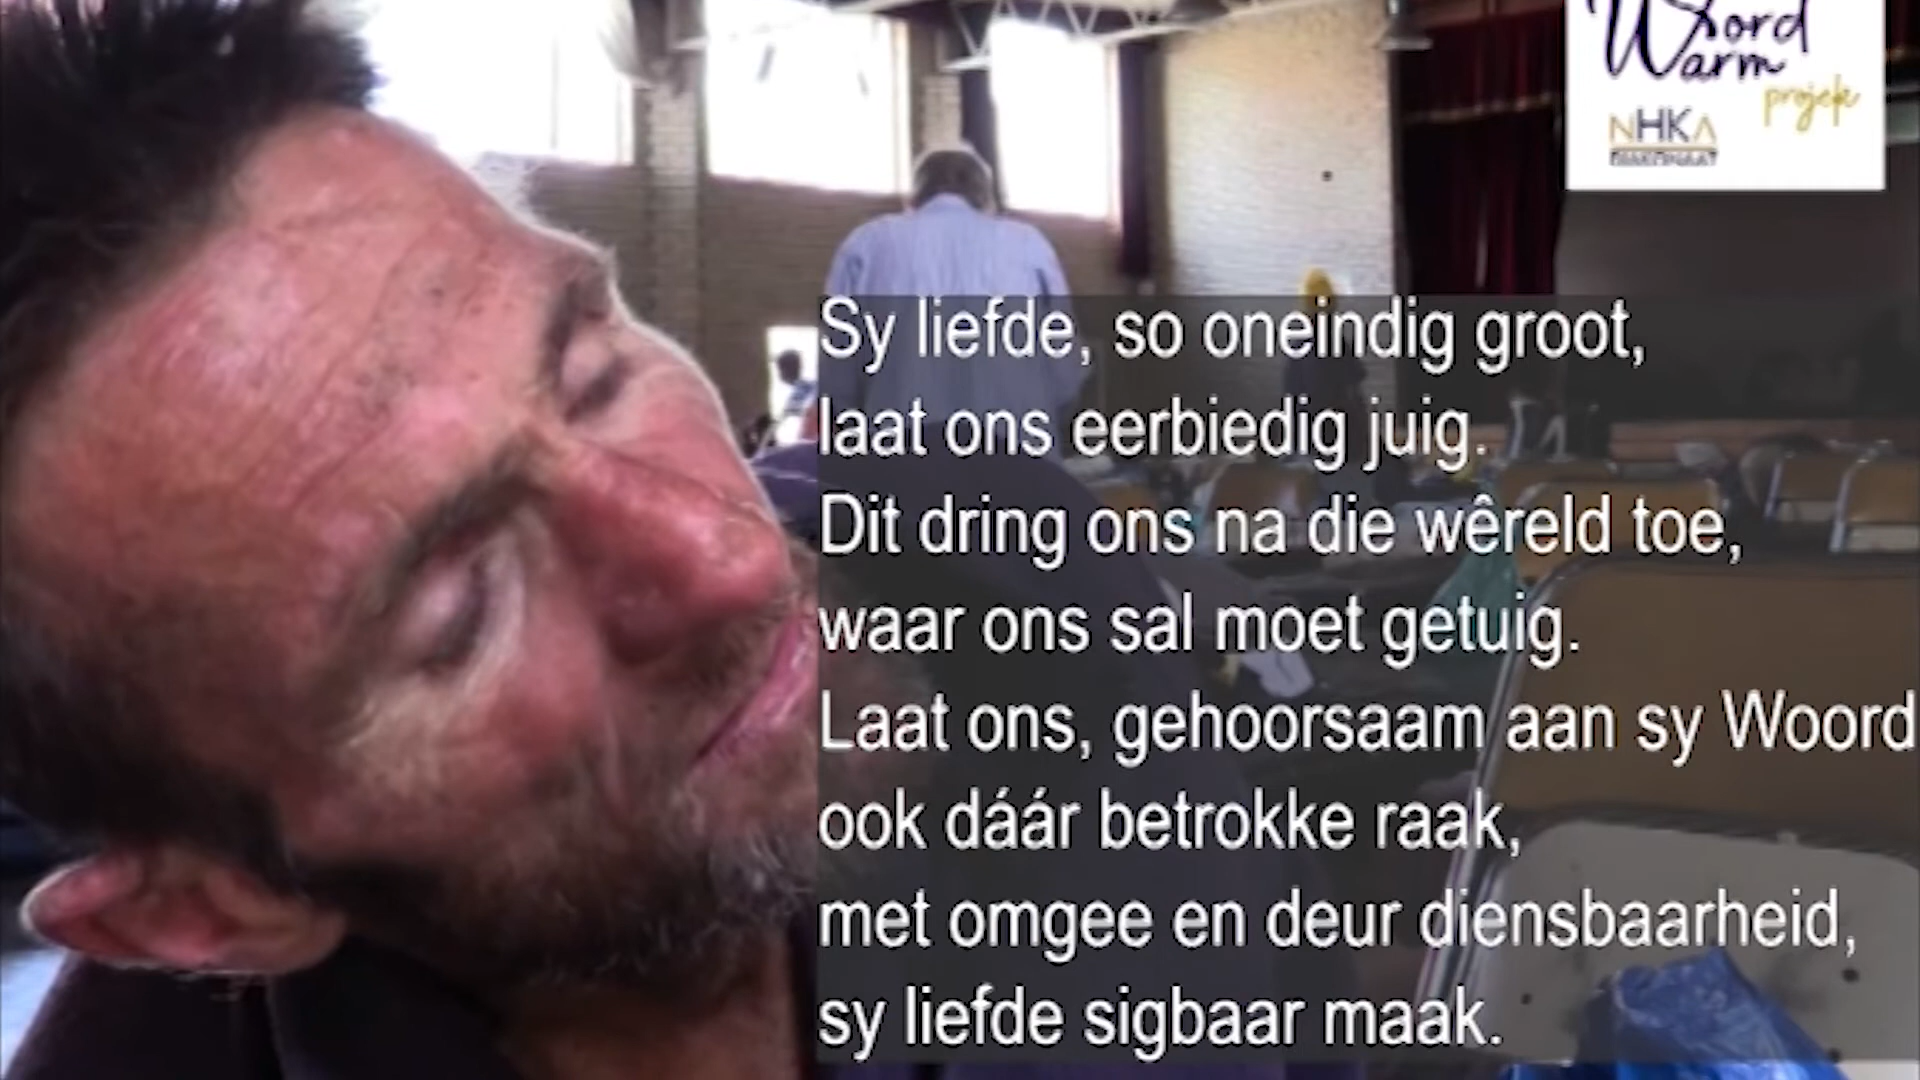 Word
Warm
projek
NHKA
Sy liefde, so oneindig groot,
laat ons eerbiedig juig.
Dit dring ons na die wêreld toe,
waar ons sal moet getuig.
Laat ons, gehoorsaam aan sy Woord
ook dáár betrokke raak,
met omgee en deur diensbaarheid,
sy liefde sigbaar maak.